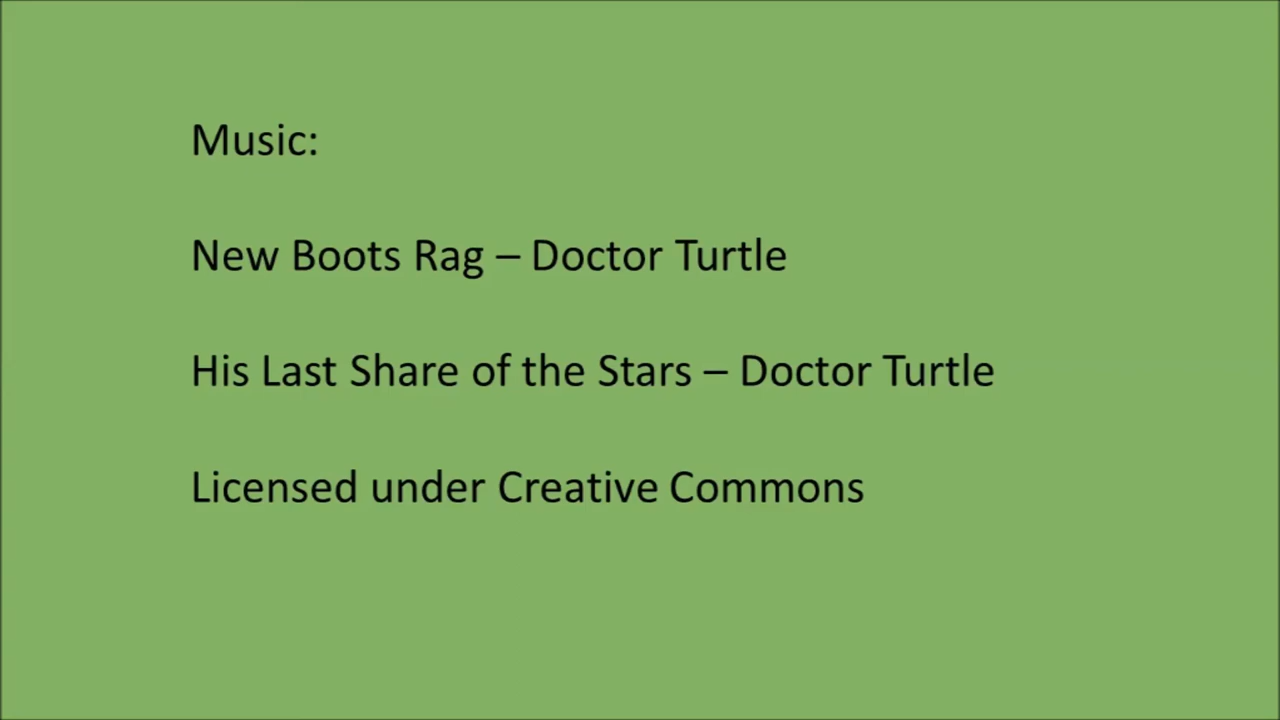 Music:
New Boots Rag – Doctor Turtle
His Last Share of the Stars – Doctor Turtle
Licensed under Creative Commons